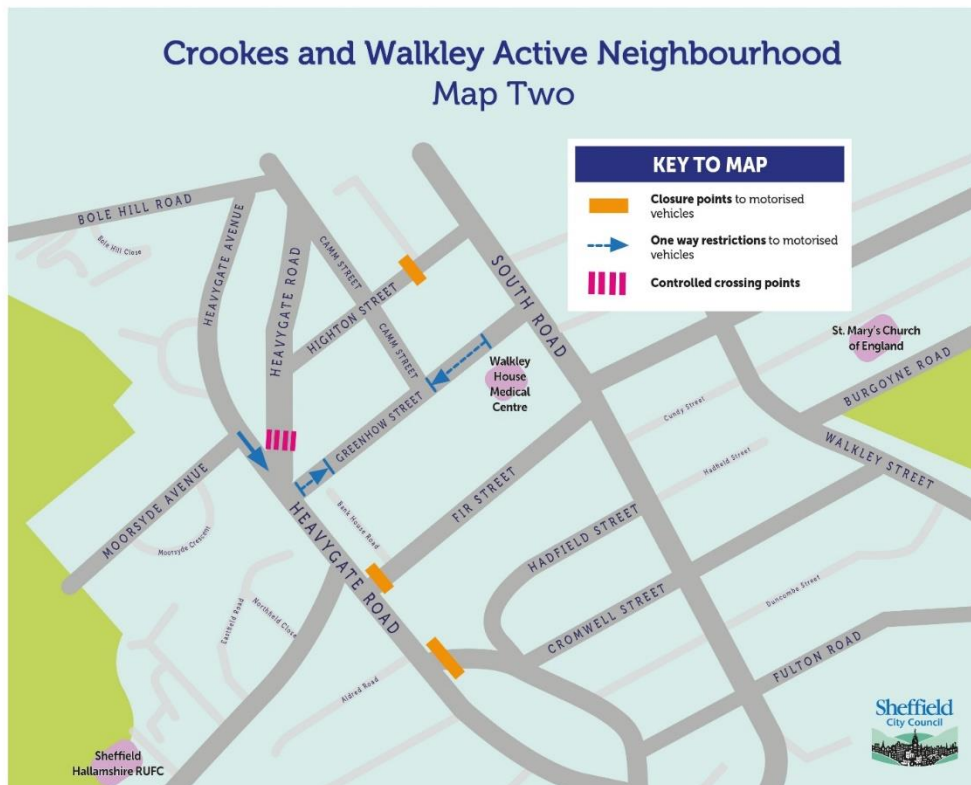 Crookes and Walkley Active Neighbourhood
Map Two
KEY TO MAP
Closure points to motorised
vehicles
One way restrictions to motorised
vehicles
Controlled crossing points
BOLE HILL ROAD
Bole Hill Close
HEAVYGATE AVENUE
HEAVYGATE ROAD
CAMM STREET
HIGHTON STREET
CAMM STREET
SOUTH ROAD
St. Mary's Church
of England
BURGOYNE ROAD
Walkley
House
Medical
Centre
GREENHOW STREET
Cundy Street
WALKLEY STREET
Hadfield Street
MOORSYDE AVENUE
Moorsyde Crescent
Bank House Road
FIR STREET
HEAVYGATE ROAD
HADFIELD STREET
CROMWELL STREET
Duncombe Street
FULTON ROAD
Eastfield Road
Northfield Close
Aldred Road
Sheffield
Hallamshire RUFC
Sheffield
City Council